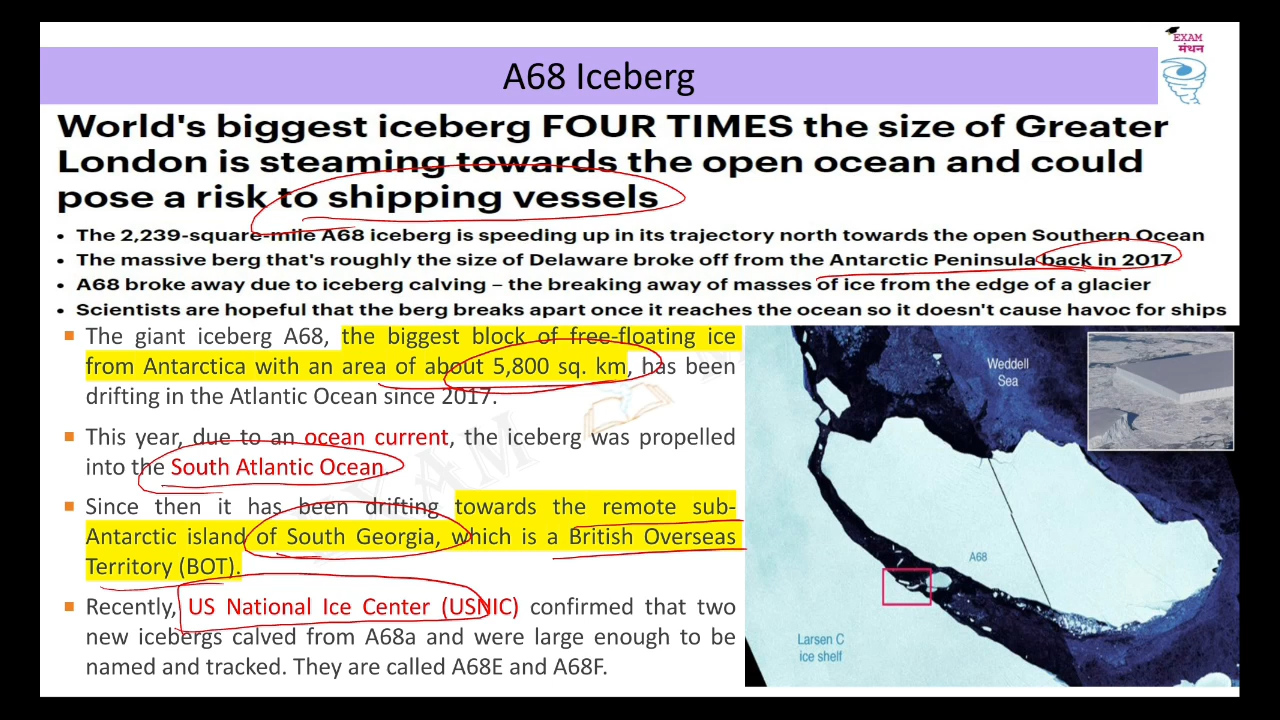 EXAM
मंथन
A68 Iceberg
World's biggest iceberg FOUR TIMES the size of Greater
London is steaming towards the open ocean and could
pose a risk to shipping vessels
• The 2,239-square-mile A68 iceberg is speeding up in its trajectory north towards the open Southern Ocean
• The massive berg that's roughly the size of Delaware broke off from the Antarctic Peninsula back in 2017
• A68 broke away due to iceberg calving – the breaking away of masses of ice from the edge of a glacier
• Scientists are hopeful that the berg breaks apart once it reaches the ocean so it doesn't cause havoc for ships
▪ The giant iceberg A68, the biggest block of free-floating ice
from Antarctica with an area of about 5,800 sq. km, has been
drifting in the Atlantic Ocean since 2017.
▪ This year, due to an ocean current, the iceberg was propelled
into the South Atlantic Ocean.
▪ Since then it has been drifting towards the remote sub-
Antarctic island of South Georgia, which is a British Overseas
Territory (BOT).
▪ Recently, US National Ice Center (USNIC) confirmed that two
new icebergs calved from A68a and were large enough to be
named and tracked. They are called A68E and A68F.
Weddell
Sea
A68
Larsen C
ice shelf
EXAM